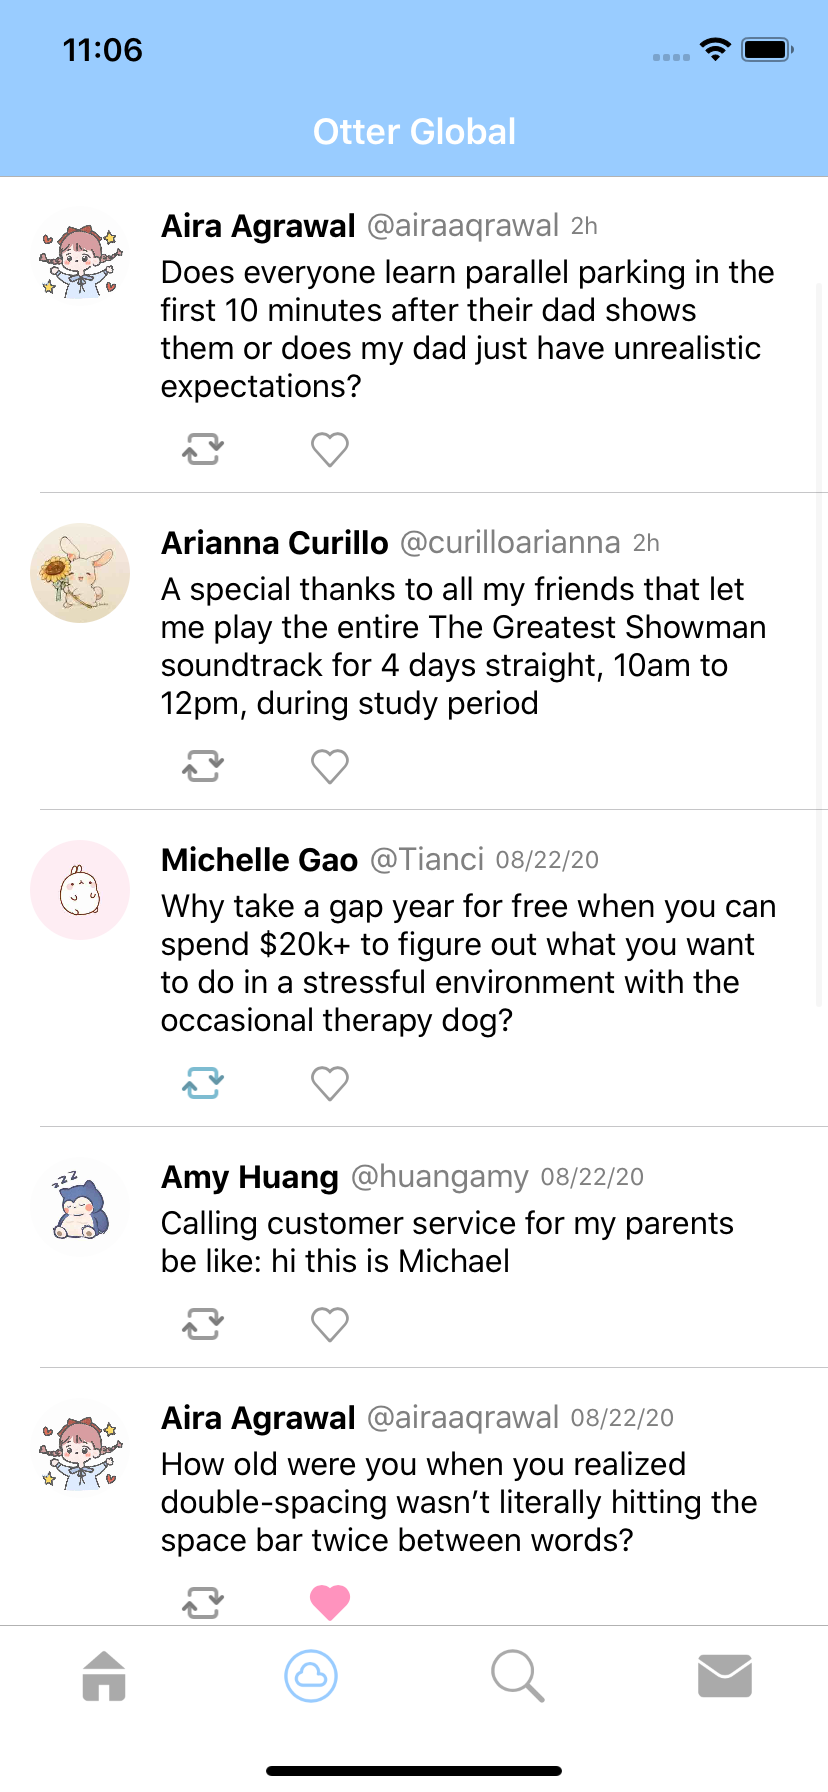 11:06
Otter Global
Aira Agrawal @airaaqrawal 2h
Does everyone learn parallel parking in the
first 10 minutes after their dad shows
them or does my dad just have unrealistic
expectations?
Arianna Curillo @curilloarianna 2h
A special thanks to all my friends that let
me play the entire The Greatest Showman
soundtrack for 4 days straight, 10am to
12pm, during study period
Michelle Gao @Tianci 08/22/20
Why take a gap year for free when you can
spend $20k+ to figure out what you want
to do in a stressful environment with the
occasional therapy dog?
zzz
Amy Huang @huangamy 08/22/20
Calling customer service for my parents
be like: hi this is Michael
Aira Agrawal @airaaqrawal 08/22/20
How old were you when you realized
double-spacing wasn’t literally hitting the
space bar twice between words?